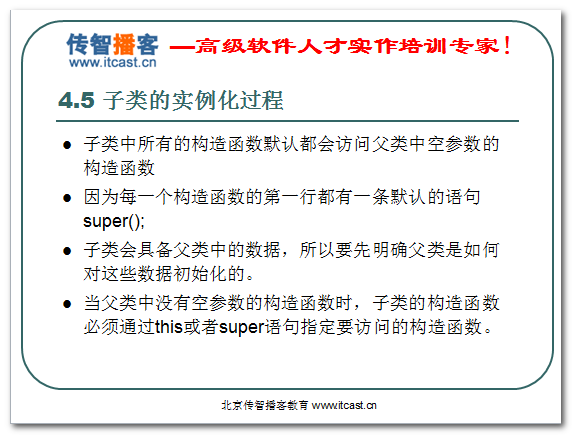 传智播客 —高级软件人才实作培训专家!
www.itcast.cn
4.5 子类的实例化过程
● 子类中所有的构造函数默认都会访问父类中空参数的
构造函数
● 因为每一个构造函数的第一行都有一条默认的语句
super();
● 子类会具备父类中的数据，所以要先明确父类是如何
对这些数据初始化的。
● 当父类中没有空参数的构造函数时，子类的构造函数
必须通过this或者super语句指定要访问的构造函数。
北京传智播客教育 www.itcast.cn